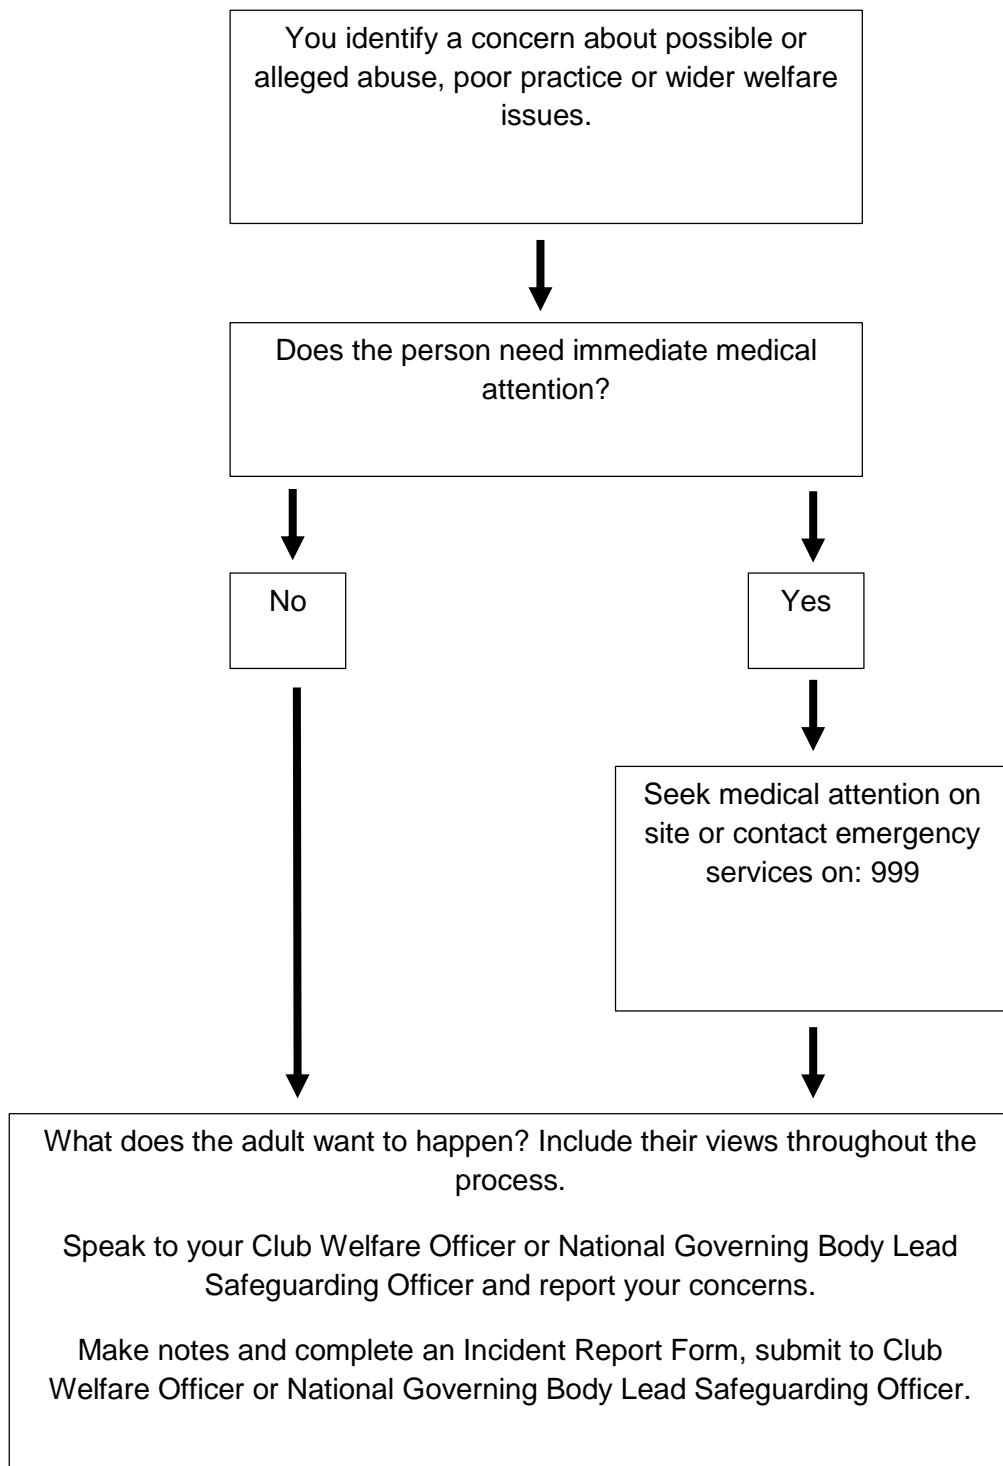 You identify a concern about possible or
alleged abuse, poor practice or wider welfare
issues.
Does the person need immediate medical
attention?
No
Yes
Seek medical attention on
site or contact emergency
services on: 999
What does the adult want to happen? Include their views throughout the
process.
Speak to your Club Welfare Officer or National Governing Body Lead
Safeguarding Officer and report your concerns.
Make notes and complete an Incident Report Form, submit to Club
Welfare Officer or National Governing Body Lead Safeguarding Officer.